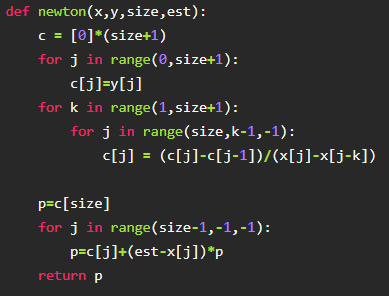 def newton(x,y,size,est):
    c = [0]*(size+1)
    for j in range(0,size+1):
        c[j]=y[j]
    for k in range(1,size+1):
        for j in range(size,k-1,-1):
            c[j] = (c[j]-c[j-1])/(x[j]-x[j-k])

    p=c[size]
    for j in range(size-1,-1,-1):
        p=c[j]+(est-x[j])*p
    return p